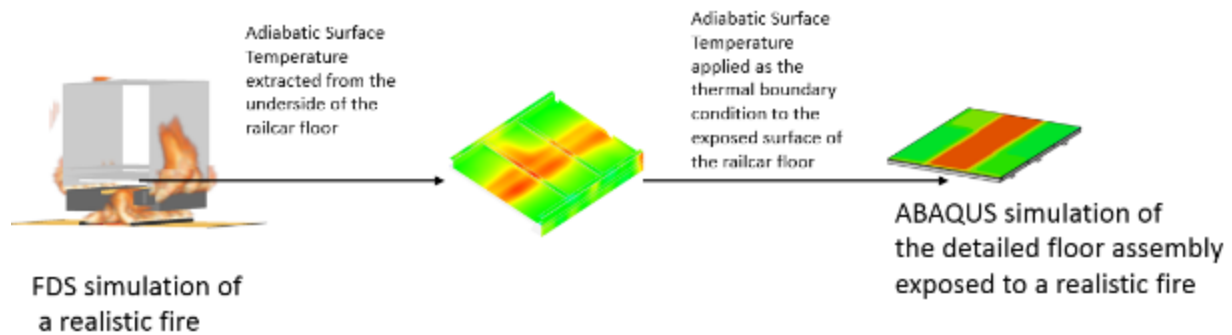 Adiabatic Surface
Temperature
extracted from the
underside of the
railcar floor
Adiabatic Surface
Temperature
applied as the
thermal boundary
condition to the
exposed surface of
the railcar floor
FDS simulation of
a realistic fire
ABAQUS simulation of
the detailed floor assembly
exposed to a realistic fire